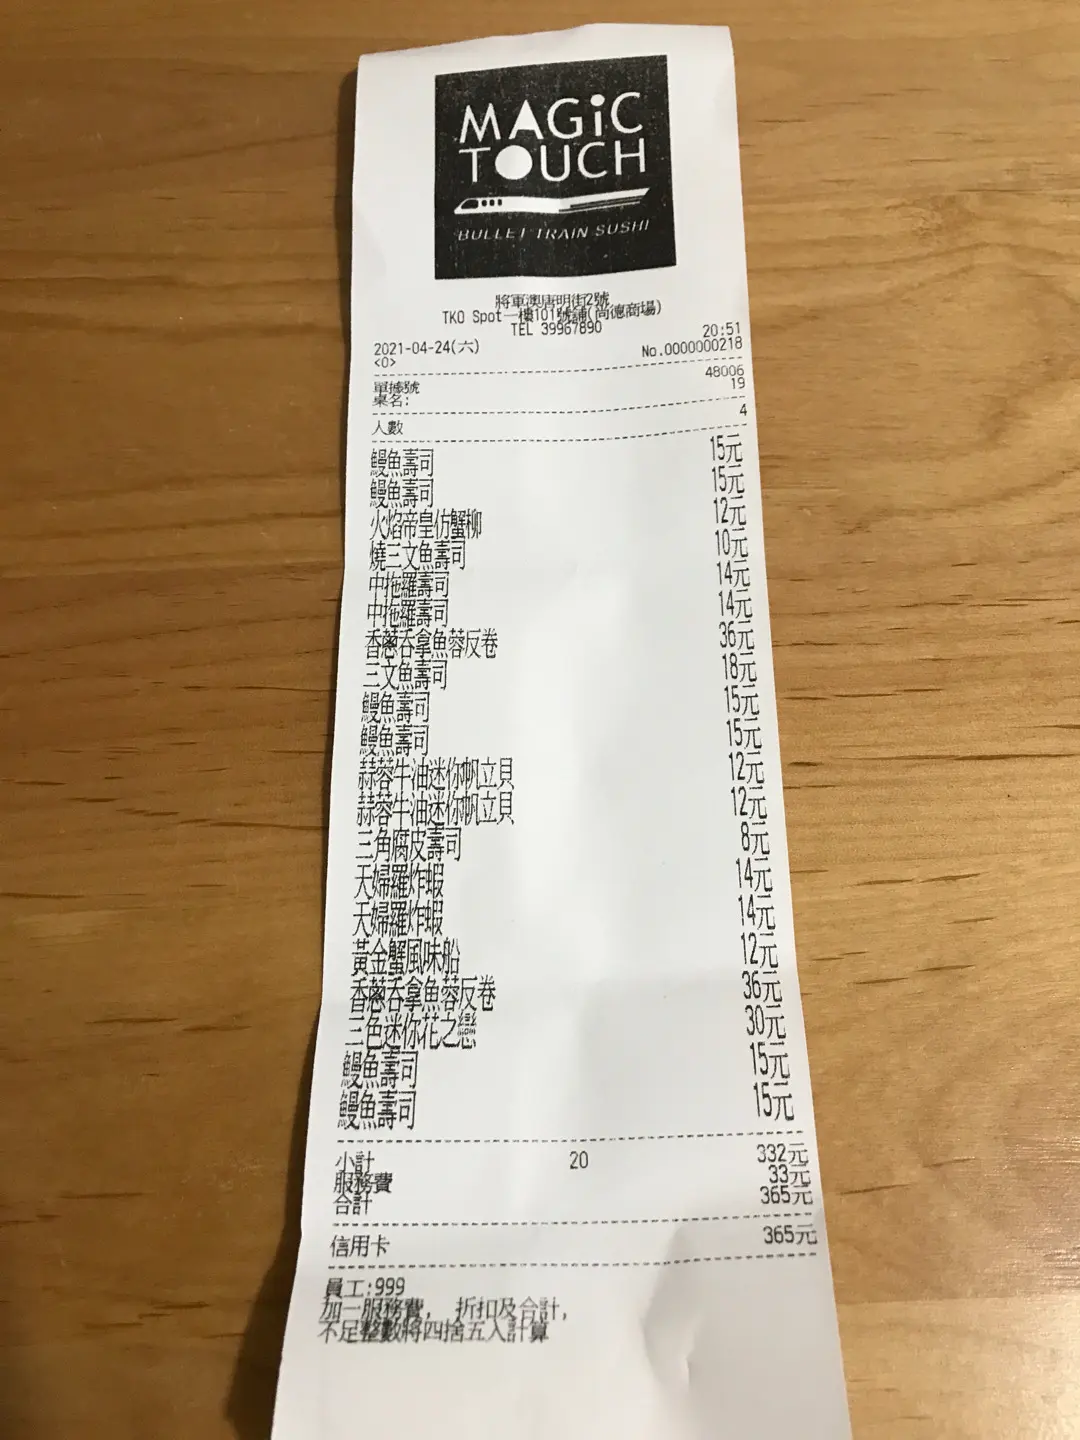 MAGiC
TOUCH
BULLET TRAIN SUSHI
將軍澳唐明街2號
TKO Spot一樓101號舖(尚德商場)
TEL 39967890
2021-04-24(六) 20:51
<0> No.0000000218
單據號 48006
桌名: 19
人數 4
鰻魚壽司 15元
鰻魚壽司 15元
火焰帝皇仿蟹柳 12元
燒三文魚壽司 10元
中拖羅壽司 14元
中拖羅壽司 14元
香蔥吞拿魚蓉反卷 36元
三文魚壽司 18元
鰻魚壽司 15元
鰻魚壽司 15元
蒜蓉牛油迷你帆立貝 12元
蒜蓉牛油迷你帆立貝 12元
三角腐皮壽司 8元
天婦羅炸蝦 14元
天婦羅炸蝦 14元
黃金蟹風味船 12元
香蔥吞拿魚蓉反卷 36元
三色迷你花之戀 30元
鰻魚壽司 15元
鰻魚壽司 15元
小計 20 332元
服務費 33元
合計 365元
信用卡 365元
員工:999
加一服務費， 折扣及合計，
不足整數將四捨五入計算